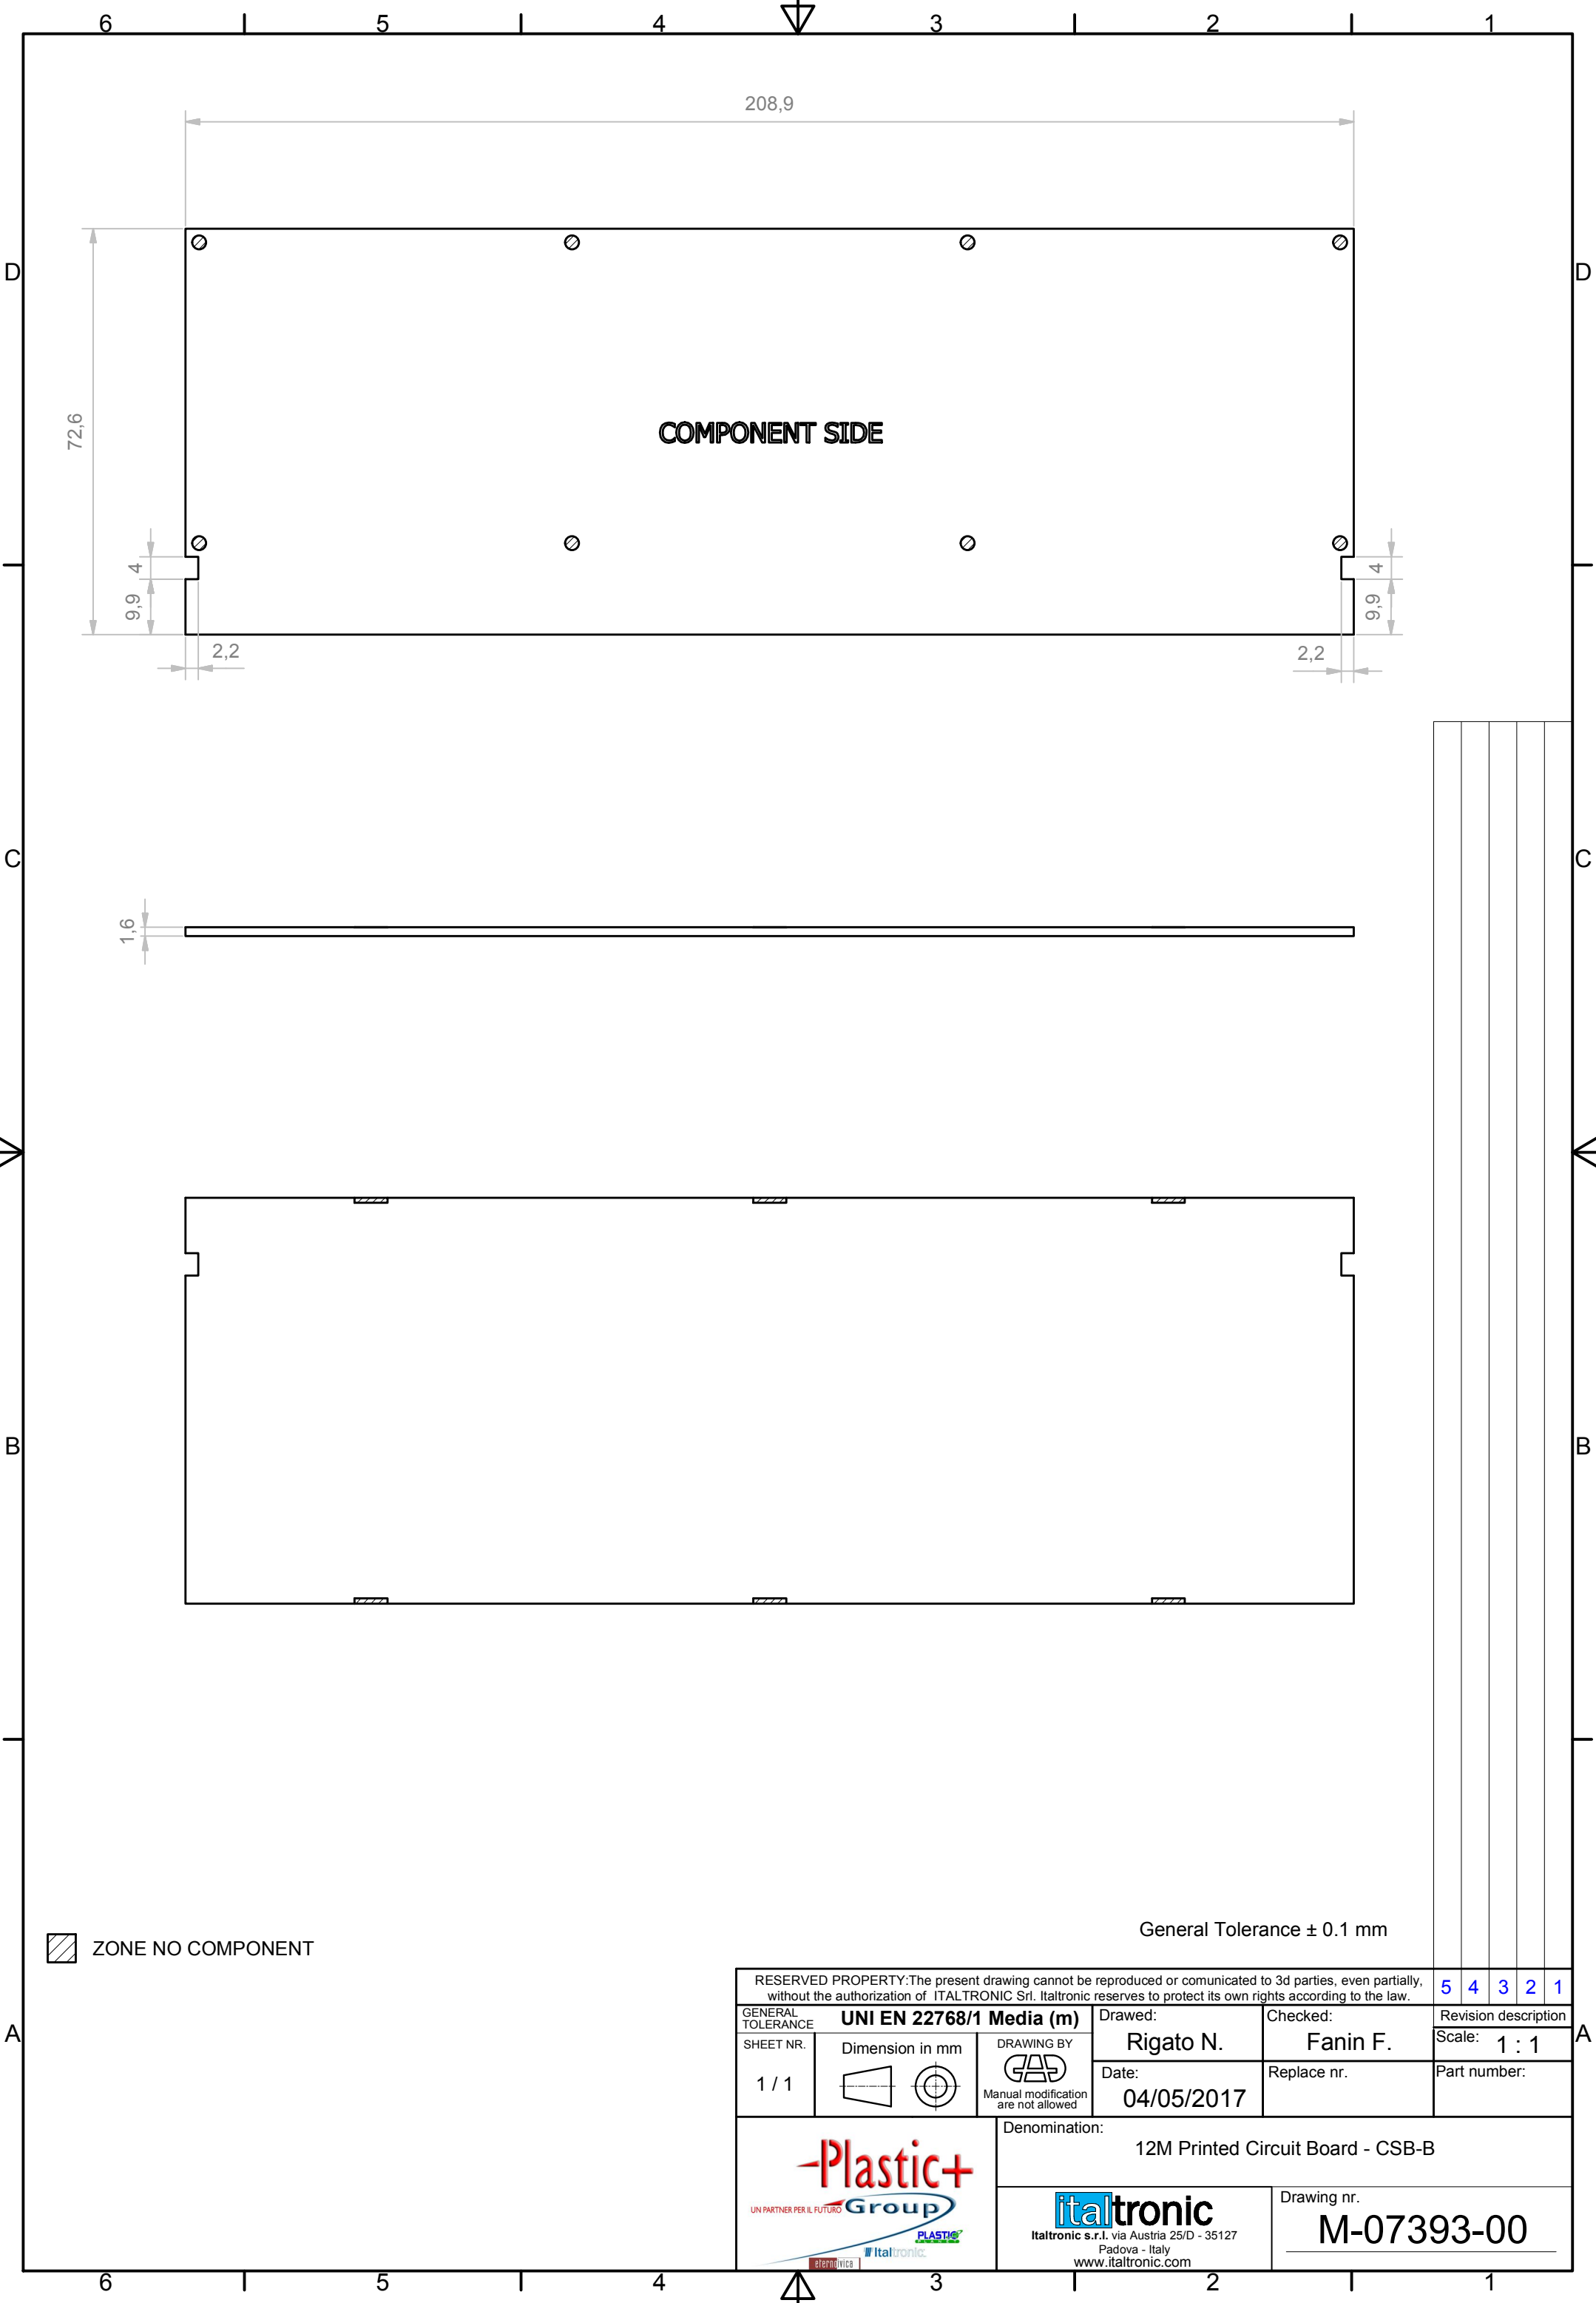 6 5 4 3 2 1
208,9
D D
72,6
COMPONENT SIDE
4 4
9,9 9,9
2,2 2,2
C C
1,6
B B
General Tolerance ± 0.1 mm
ZONE NO COMPONENT
RESERVED PROPERTY:The present drawing cannot be reproduced or comunicated to 3d parties, even partially,
without the authorization of ITALTRONIC Srl. Italtronic reserves to protect its own rights according to the law.
5 4 3 2 1
Revision description
GENERAL
TOLERANCE
UNI EN 22768/1 Media (m)
Drawed:
Rigato N.
Checked:
Fanin F.
Scale: 1 : 1
A A
SHEET NR.
1 / 1
Dimension in mm
DRAWING BY
CAD
Manual modification
are not allowed
Date:
04/05/2017
Replace nr.
Part number:
Denomination:
12M Printed Circuit Board - CSB-B
Plastic+
UN PARTNER PER IL FUTURO Group
PLASTIC
PLANET
Italtronic
eternoivica
italtronic
Italtronic s.r.l. via Austria 25/D - 35127
Padova - Italy
www.italtronic.com
Drawing nr.
M-07393-00
6 5 4 3 2 1